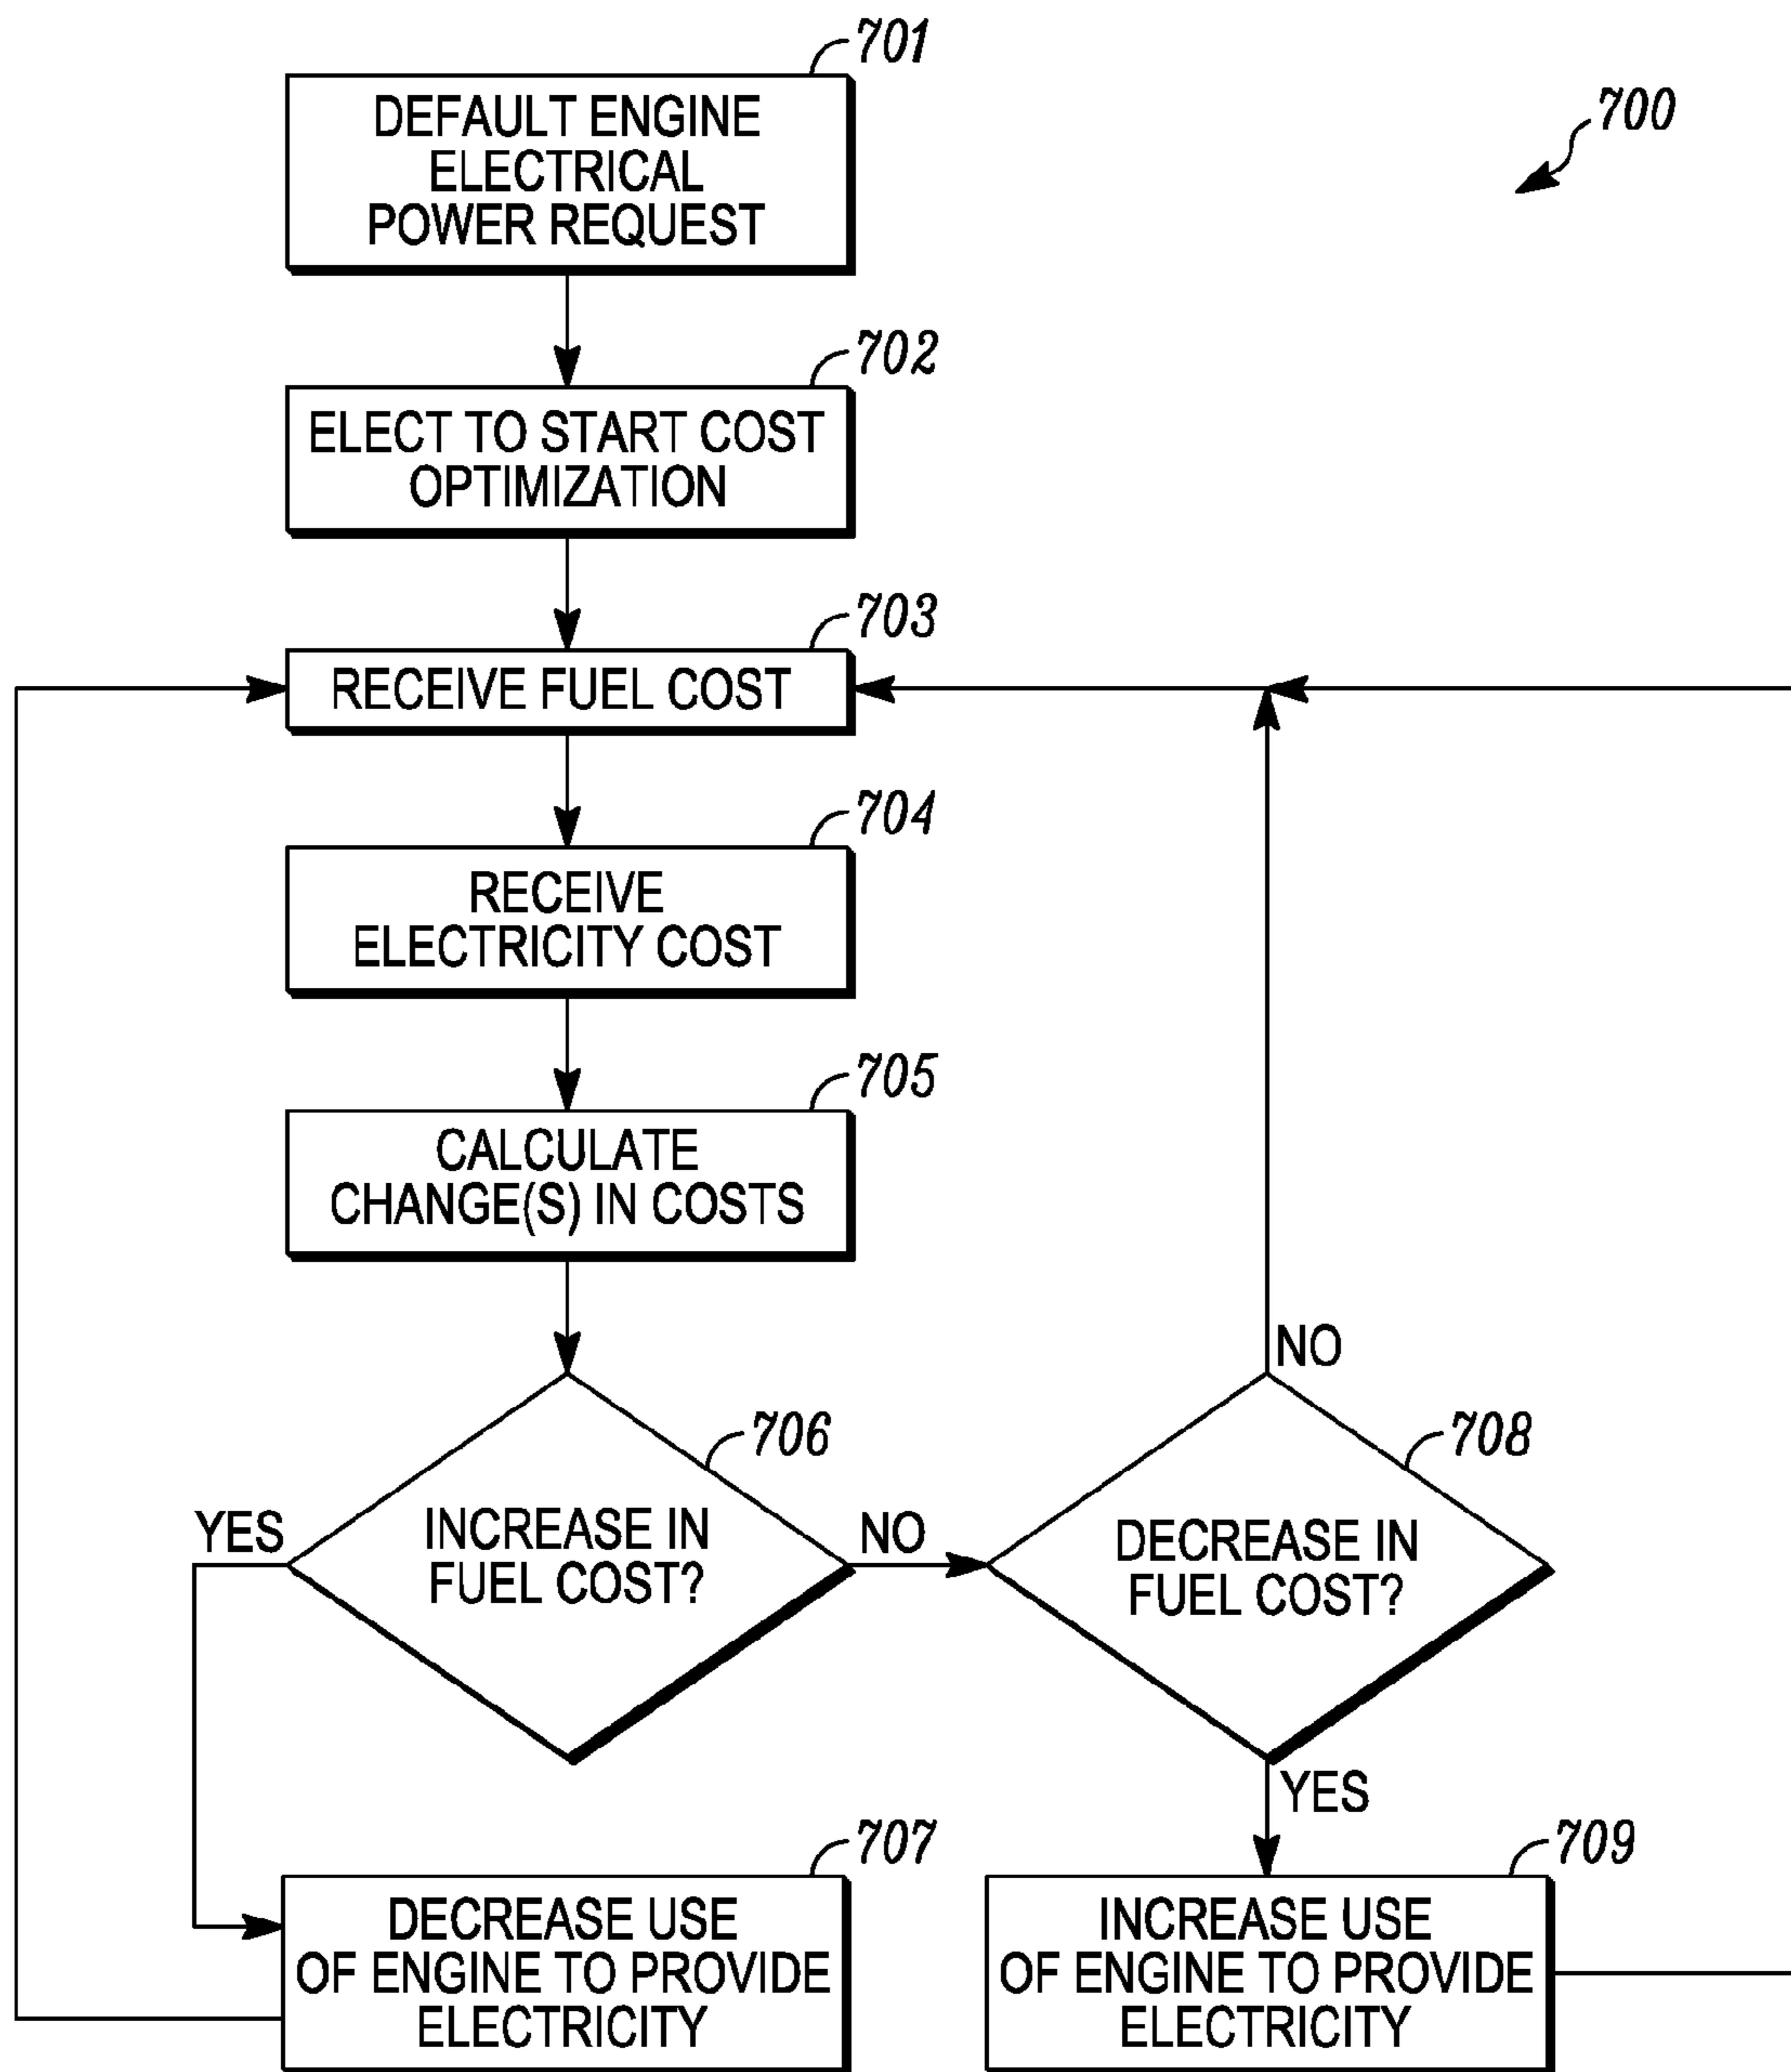 701
DEFAULT ENGINE
ELECTRICAL
POWER REQUEST
700
702
ELECT TO START COST
OPTIMIZATION
703
RECEIVE FUEL COST
704
RECEIVE
ELECTRICITY COST
705
CALCULATE
CHANGE(S) IN COSTS
706
YES
INCREASE IN
FUEL COST?
NO
708
NO
DECREASE IN
FUEL COST?
YES
707
DECREASE USE
OF ENGINE TO PROVIDE
ELECTRICITY
709
INCREASE USE
OF ENGINE TO PROVIDE
ELECTRICITY